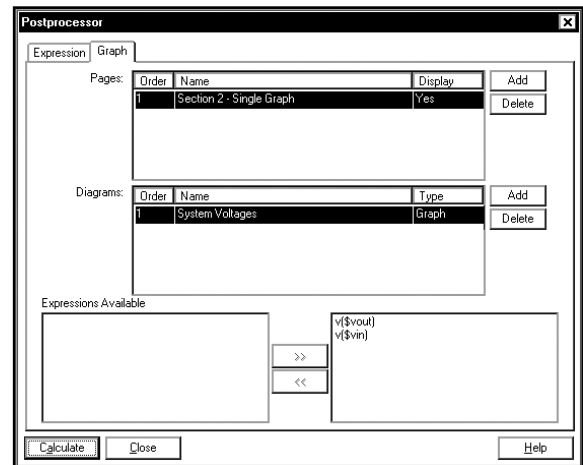 Postprocessor
Expression Graph
Pages:
Order Name Display
1 Section 2 - Single Graph Yes
Add
Delete
Diagrams:
Order Name Type
1 System Voltages Graph
Add
Delete
Expressions Available
v($vout)
v($vin)
>>
<<
Calculate Close Help